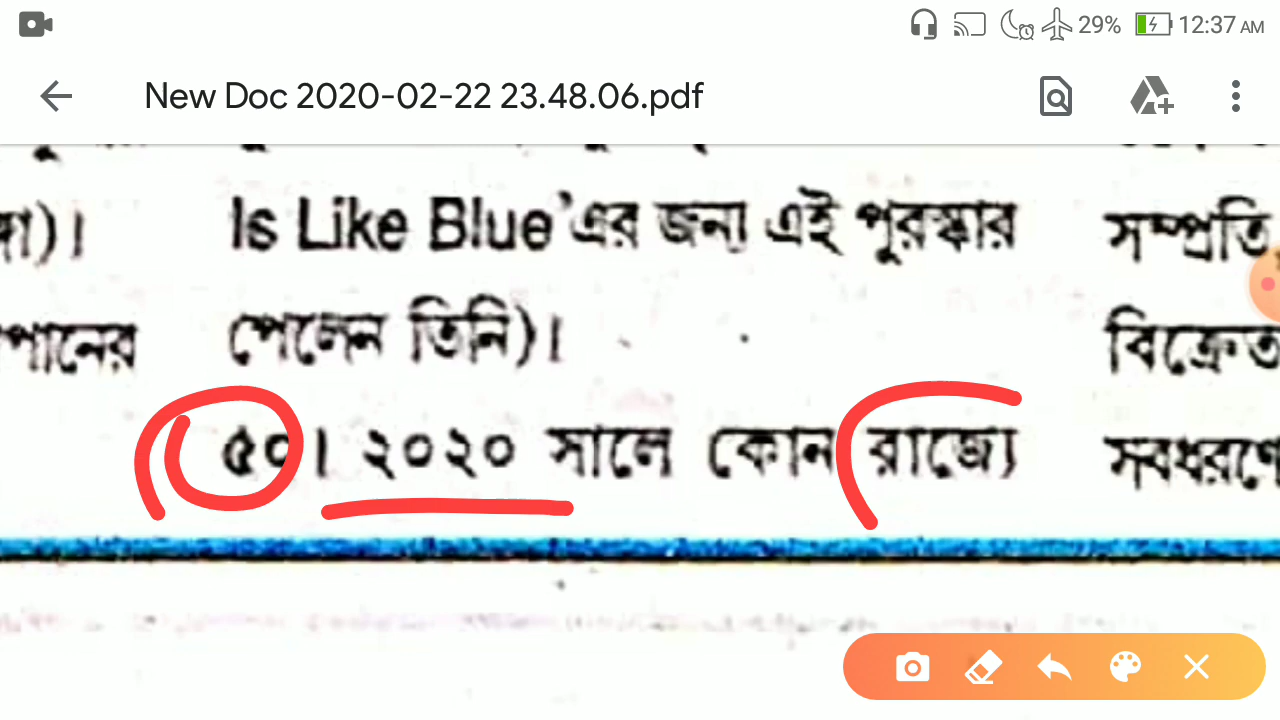 29% 12:37 AM
New Doc 2020-02-22 23.48.06.pdf
Is Like Blue'এর জন্য এই পুরস্কার
পেলেন তিনি)।
৫০। ২০২০ সালে কোন রাজ্যে
সম্প্রতি